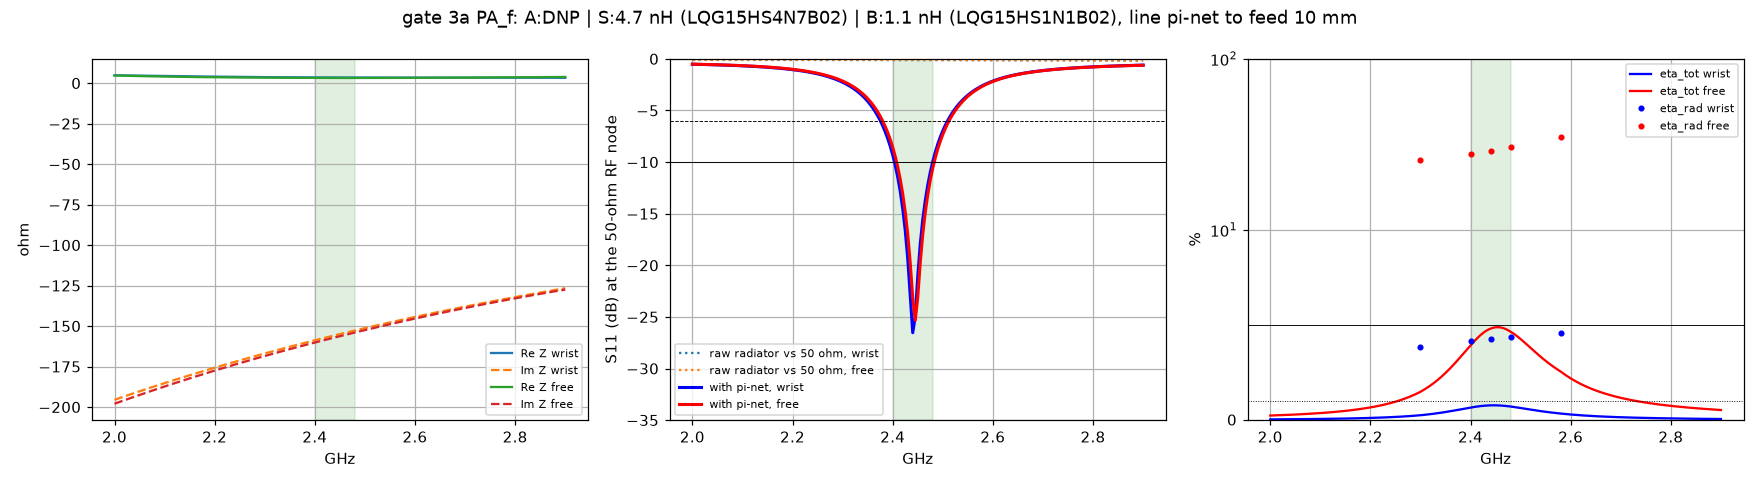 gate 3a PA_f: A:DNP | S:4.7 nH (LQG15HS4N7B02) | B:1.1 nH (LQG15HS1N1B02), line pi-net to feed 10 mm
ohm
0
−25
−50
−75
−100
−125
−150
−175
−200
2.0
2.2
2.4
2.6
2.8
GHz
Re Z wrist
Im Z wrist
Re Z free
Im Z free
S11 (dB) at the 50-ohm RF node
0
−5
−10
−15
−20
−25
−30
−35
2.0
2.2
2.4
2.6
2.8
GHz
raw radiator vs 50 ohm, wrist
raw radiator vs 50 ohm, free
with pi-net, wrist
with pi-net, free
%
10²
10¹
0
2.0
2.2
2.4
2.6
2.8
GHz
eta_tot wrist
eta_tot free
eta_rad wrist
eta_rad free